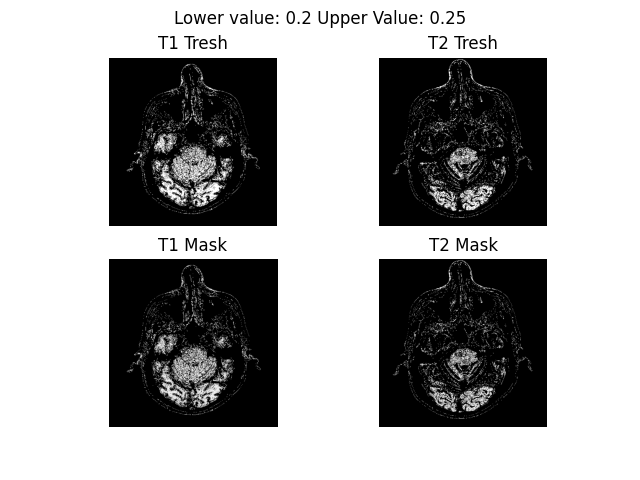 Lower value: 0.2 Upper Value: 0.25
T1 Tresh
T2 Tresh
T1 Mask
T2 Mask